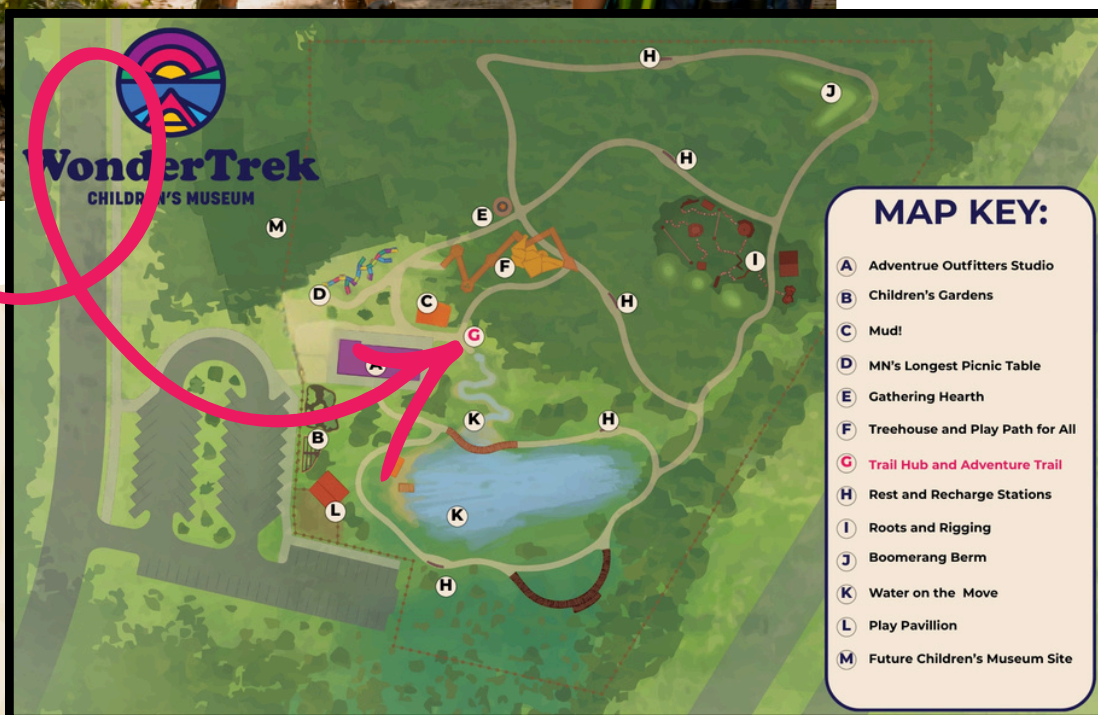 WonderTrek
CHILDREN'S MUSEUM
H
J
H
E
M
I
F
D
H
C
G
A
K
H
B
K
L
H
MAP KEY:
A Adventrue Outfitters Studio
B Children's Gardens
C Mud!
D MN's Longest Picnic Table
E Gathering Hearth
F Treehouse and Play Path for All
G Trail Hub and Adventure Trail
H Rest and Recharge Stations
I Roots and Rigging
J Boomerang Berm
K Water on the Move
L Play Pavillion
M Future Children's Museum Site